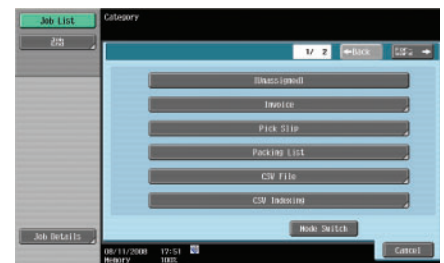 Job List
Category
1/ 2
←Back
[Unassigned]
Invoice
Pick Slip
Packing List
CSV File
CSV Indexing
Mode Switch
Job Details
08/11/2008 17:51
Memory 100%
Cancel